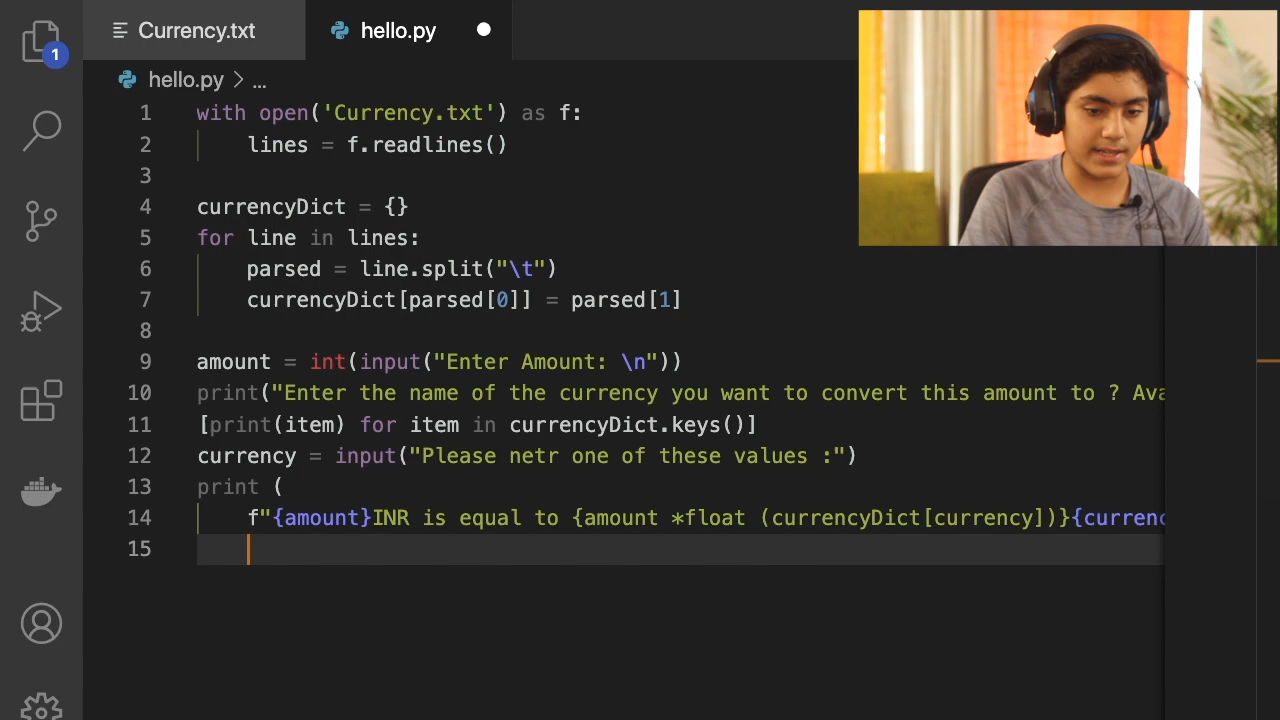 Currency.txt
hello.py
1
hello.py > ...
1 with open('Currency.txt') as f:
2 lines = f.readlines()
3
4 currencyDict = {}
5 for line in lines:
6 parsed = line.split("\t")
7 currencyDict[parsed[0]] = parsed[1]
8
9 amount = int(input("Enter Amount: \n"))
10 print("Enter the name of the currency you want to convert this amount to ? Ava
11 [print(item) for item in currencyDict.keys()]
12 currency = input("Please netr one of these values :")
13 print (
14 f"{amount}INR is equal to {amount *float (currencyDict[currency])}{currenc
15